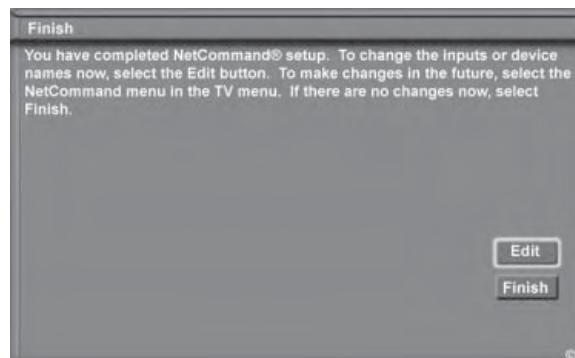 Finish
You have completed NetCommand® setup. To change the inputs or device
names now, select the Edit button. To make changes in the future, select the
NetCommand menu in the TV menu. If there are no changes now, select
Finish.
Edit
Finish